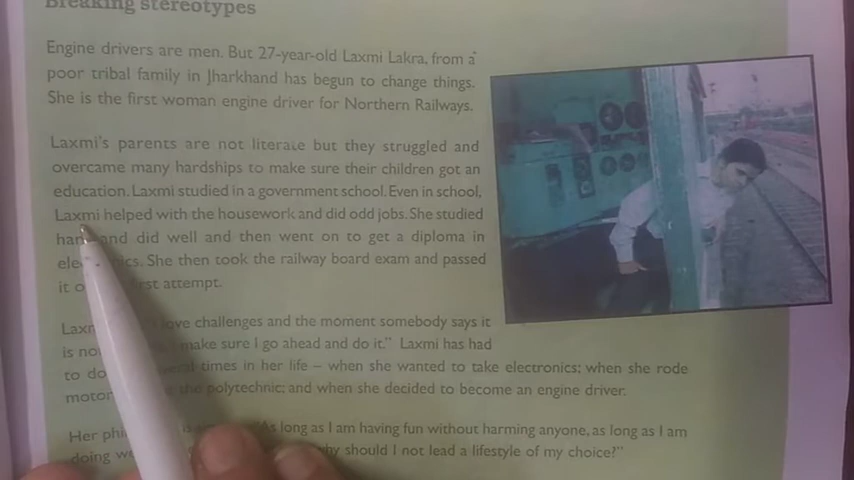 Breaking stereotypes
Engine drivers are men. But 27-year-old Laxmi Lakra, from a
poor tribal family in Jharkhand has begun to change things.
She is the first woman engine driver for Northern Railways.
Laxmi's parents are not literate but they struggled and
overcame many hardships to make sure their children got an
education. Laxmi studied in a government school. Even in school,
Laxmi helped with the housework and did odd jobs. She studied
and did well and then went on to get a diploma in
She then took the railway board exam and passed
it attempt.
love challenges and the moment somebody says it
is make sure I go ahead and do it." Laxmi has had
to do times in her life – when she wanted to take electronics; when she rode
the polytechnic; and when she decided to become an engine driver.
Her "As long as I am having fun without harming anyone, as long as I am
doing should I not lead a lifestyle of my choice?"